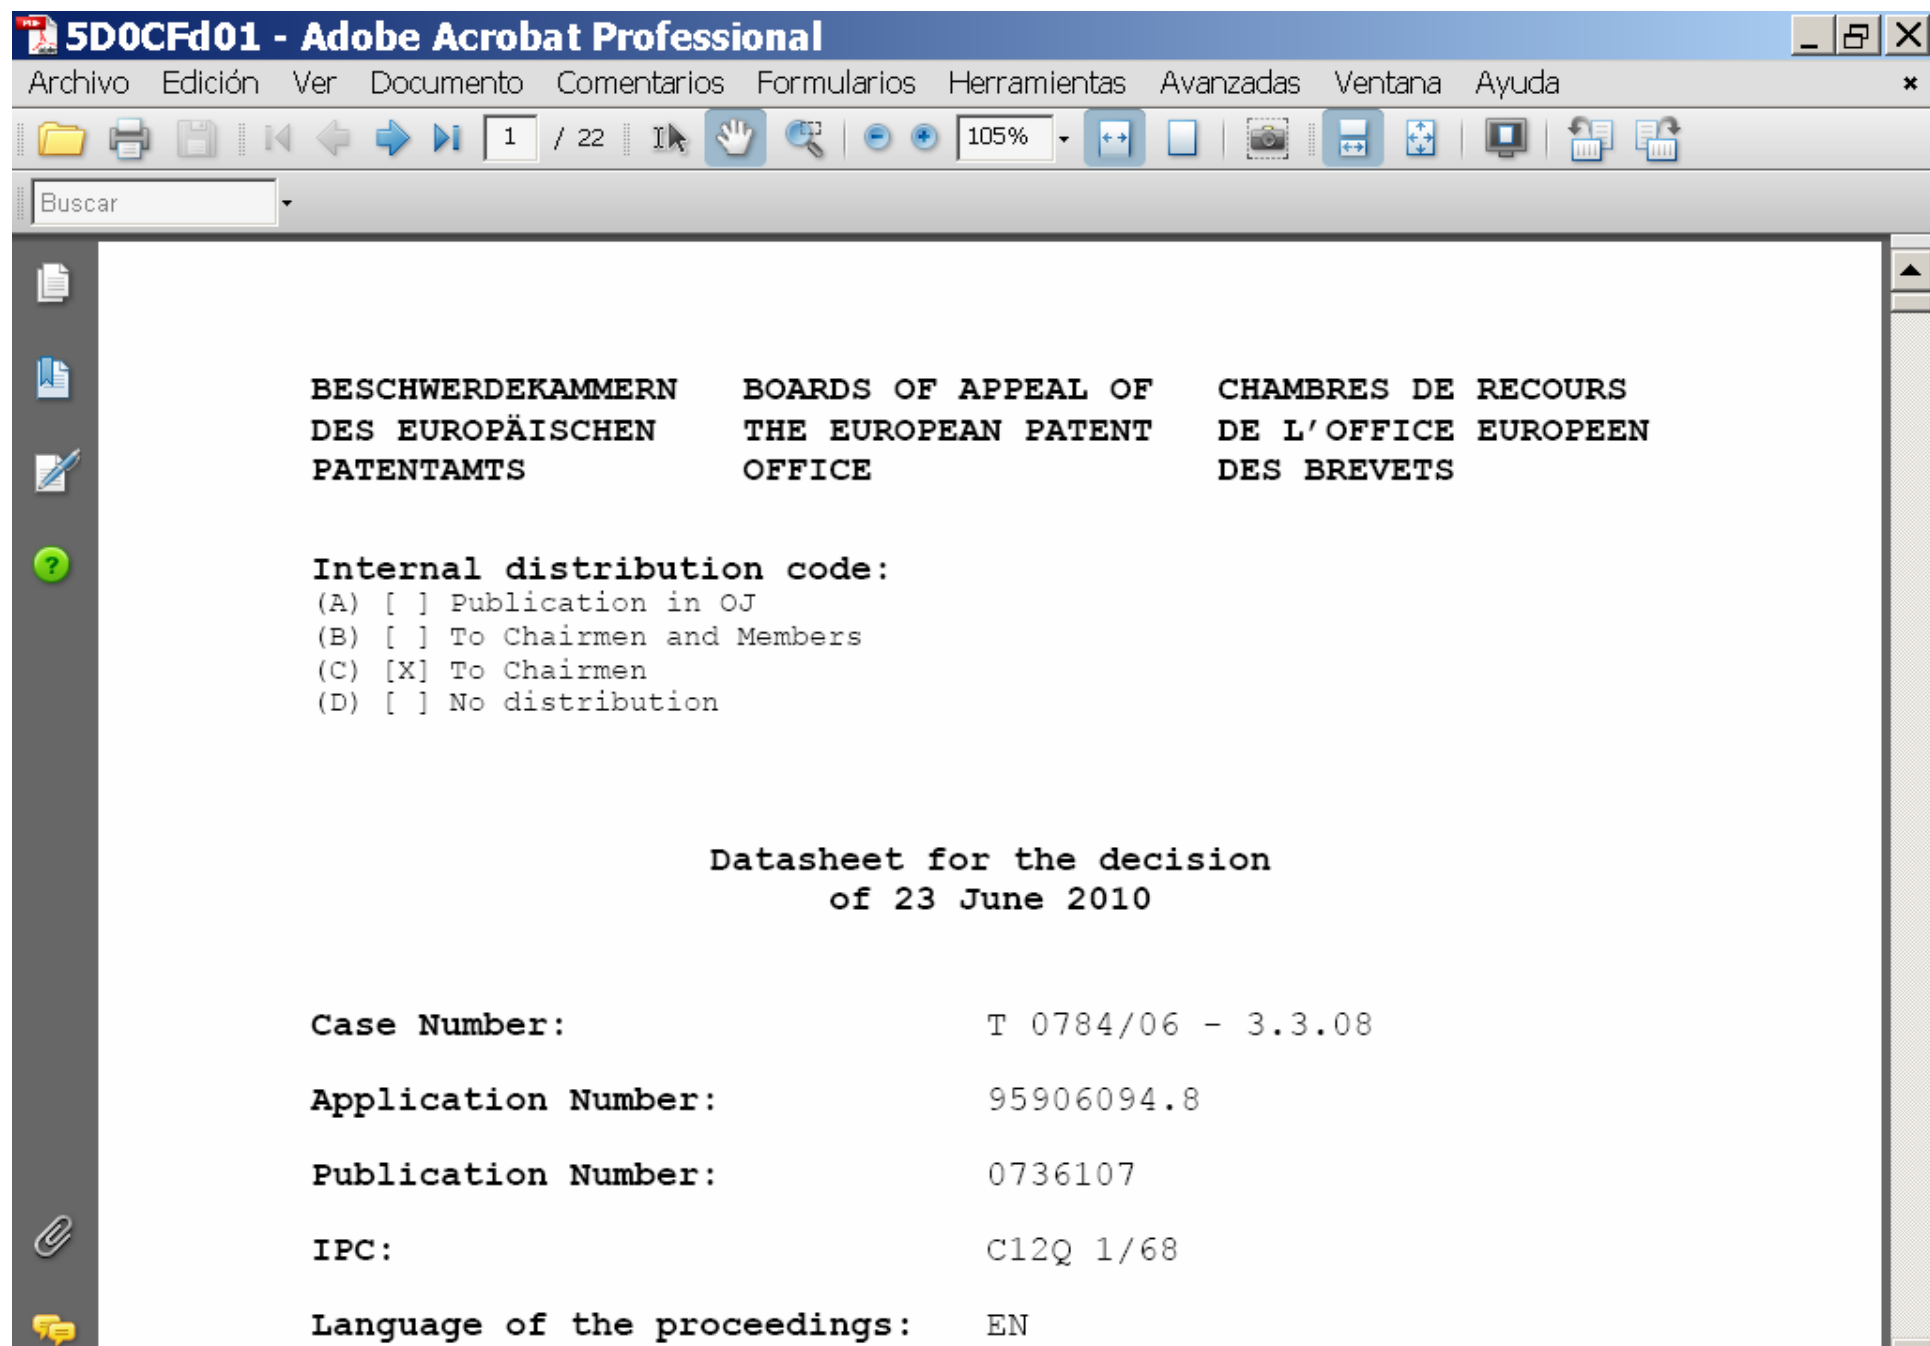 5D0CFd01 - Adobe Acrobat Professional
Archivo Edición Ver Documento Comentarios Formularios Herramientas Avanzadas Ventana Ayuda
1 / 22 105%
Buscar
BESCHWERDEKAMMERN BOARDS OF APPEAL OF CHAMBRES DE RECOURS
DES EUROPÄISCHEN THE EUROPEAN PATENT DE L'OFFICE EUROPEEN
PATENTAMTS OFFICE DES BREVETS
Internal distribution code:
(A) [ ] Publication in OJ
(B) [ ] To Chairmen and Members
(C) [X] To Chairmen
(D) [ ] No distribution
Datasheet for the decision
of 23 June 2010
Case Number: T 0784/06 - 3.3.08
Application Number: 95906094.8
Publication Number: 0736107
IPC: C12Q 1/68
Language of the proceedings: EN